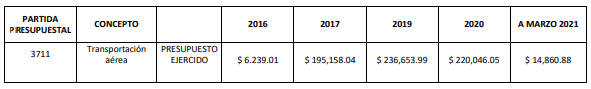 PARTIDA PRESUPUESTAL CONCEPTO 2016 2017 2019 2020 A MARZO 2021
3711 Transportación aérea PRESUPUESTO EJERCIDO $ 6.239.01 $ 195,158.04 $ 236,653.99 $ 220,046.05 $ 14,860.88